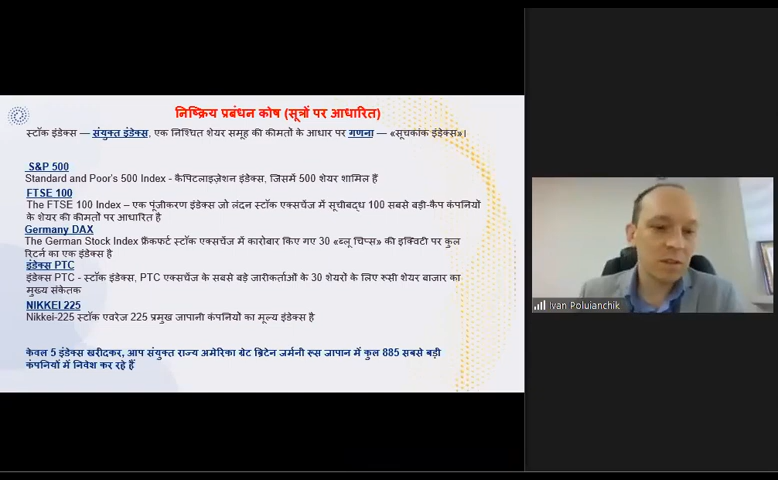 निष्क्रिय प्रबंधन कोष (सूत्रों पर आधारित)
स्टॉक इंडेक्स — संयुक्त इंडेक्स, एक निश्चित शेयर समूह की कीमतों के आधार पर गणना — «सूचकांक इंडेक्स»।
S&P 500
Standard and Poor's 500 Index - कैपिटलाइज़ेशन इंडेक्स, जिसमें 500 शेयर शामिल हैं
FTSE 100
The FTSE 100 Index – एक पूंजीकरण इंडेक्स जो लंदन स्टॉक एक्सचेंज में सूचीबद्ध 100 सबसे बड़ी-कैप कंपनियों
के शेयर की कीमतों पर आधारित है
Germany DAX
The German Stock Index फ्रैंकफर्ट स्टॉक एक्सचेंज में कारोबार किए गए 30 «ब्लू चिप्स» की इक्विटी पर कुल
रिटर्न का एक इंडेक्स है
इंडेक्स PTC
इंडेक्स PTC - स्टॉक इंडेक्स, PTC एक्सचेंज के सबसे बड़े जारीकर्ताओं के 30 शेयरों के लिए रूसी शेयर बाजार का
मुख्य संकेतक
NIKKEI 225
Nikkei-225 स्टॉक एवरेज 225 प्रमुख जापानी कंपनियों का मूल्य इंडेक्स है
केवल 5 इंडेक्स खरीदकर, आप संयुक्त राज्य अमेरिका ग्रेट ब्रिटेन जर्मनी रूस जापान में कुल 885 सबसे बड़ी
कंपनियों में निवेश कर रहे हैं
Ivan Poluianchik